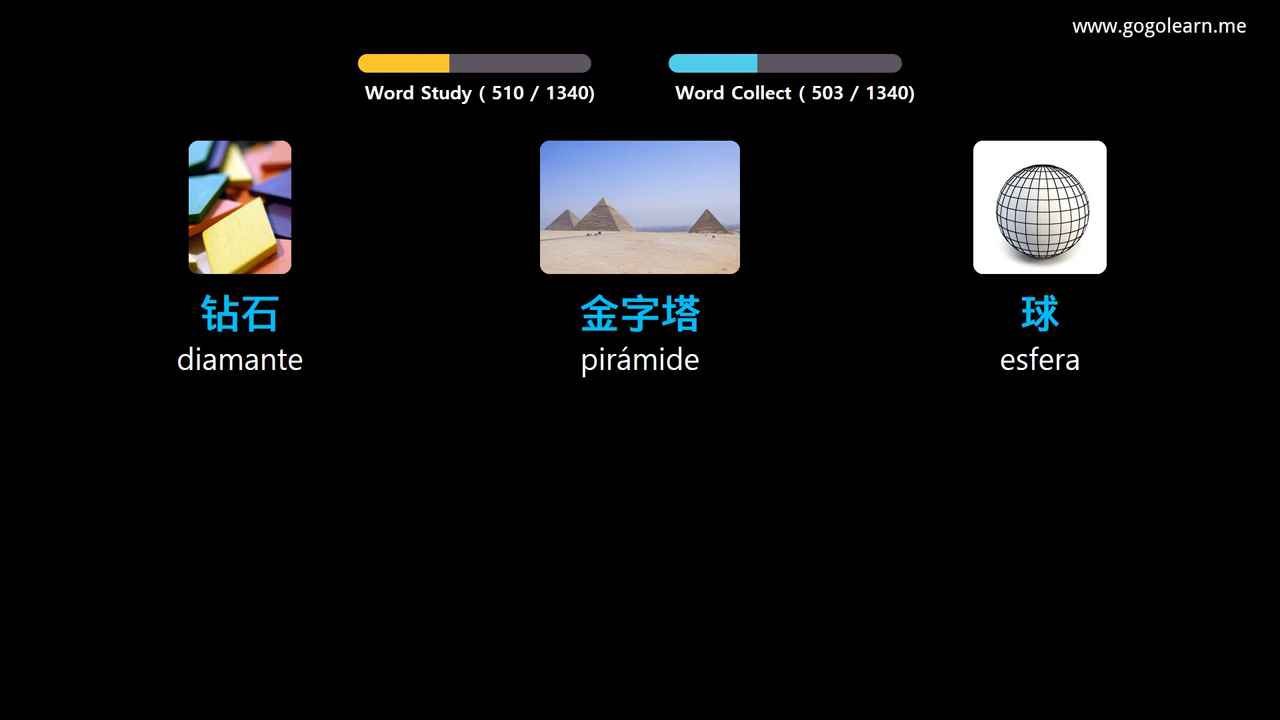 www.gogolearn.me
Word Study ( 510 / 1340)
Word Collect ( 503 / 1340)
钻石
金字塔
球
diamante
pirámide
esfera